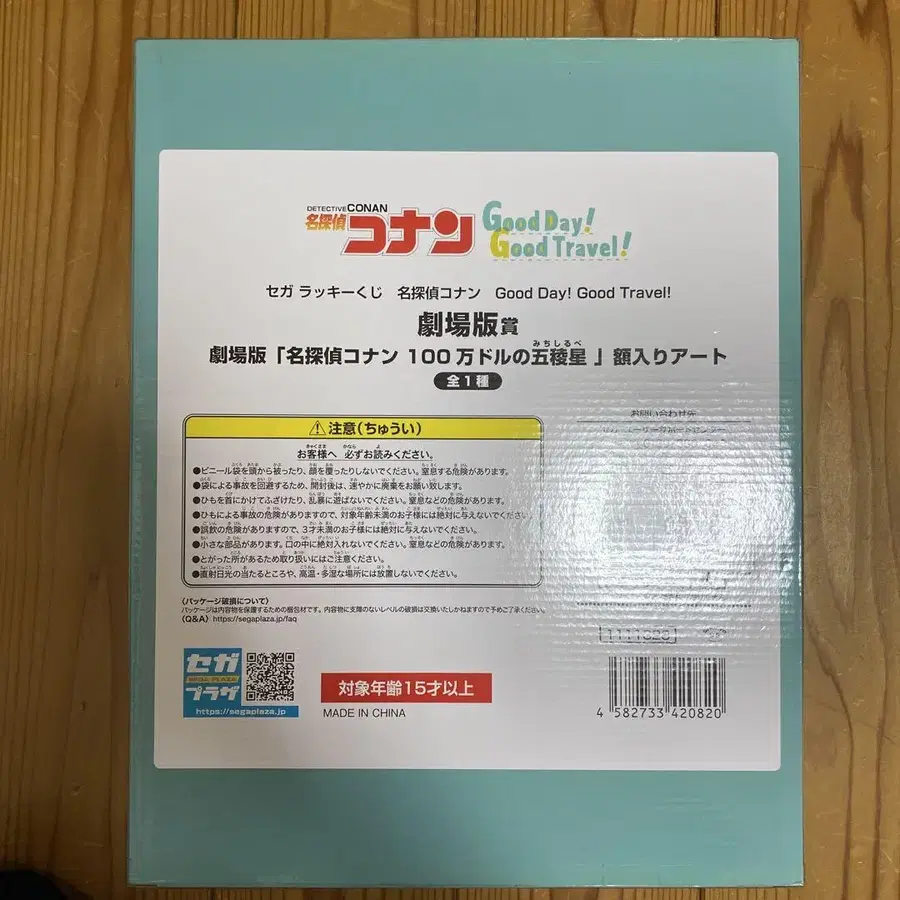 DETECTIVE CONAN
名探偵コナン
Good Day!
Good Travel!
セガ ラッキーくじ 名探偵コナン Good Day! Good Travel!
劇場版賞
劇場版「名探偵コナン 100万ドルの五稜星」額入りアート
みちしるべ
全1種
注意(ちゅうい)
お客様へ 必ずお読みください。
●ビニール袋を頭から被ったり、顔を覆ったりしないでください。窒息する危険があります。
●袋による事故を回避するため、開封後は、速やかに廃棄をお願い致します。
●ひもを首にかけてふざけたり、乱暴に遊ばないでください。窒息などの危険があります。
●ひもによる事故の危険がありますので、対象年齢未満のお子様には絶対に与えないでください。
●誤飲の危険がありますので、3才未満のお子様には絶対に与えないでください。
●小さな部品があります。口の中に絶対入れないでください。窒息などの危険があります。
●とがった所があるため取り扱いにはご注意ください。
●直射日光の当たるところや、高温・多湿な場所には放置しないでください。
お問い合わせ先
〈パッケージ破損について〉
パッケージは内容物を保護するための梱包材です。内容物に支障のないレベルの破損は交換いたしかねますので予めご了承ください。
〈Q&A〉https://segaplaza.jp/faq
セガ
SEGA PLAZA
プラザ
https://segaplaza.jp
対象年齢15才以上
MADE IN CHINA
4 582733 420820